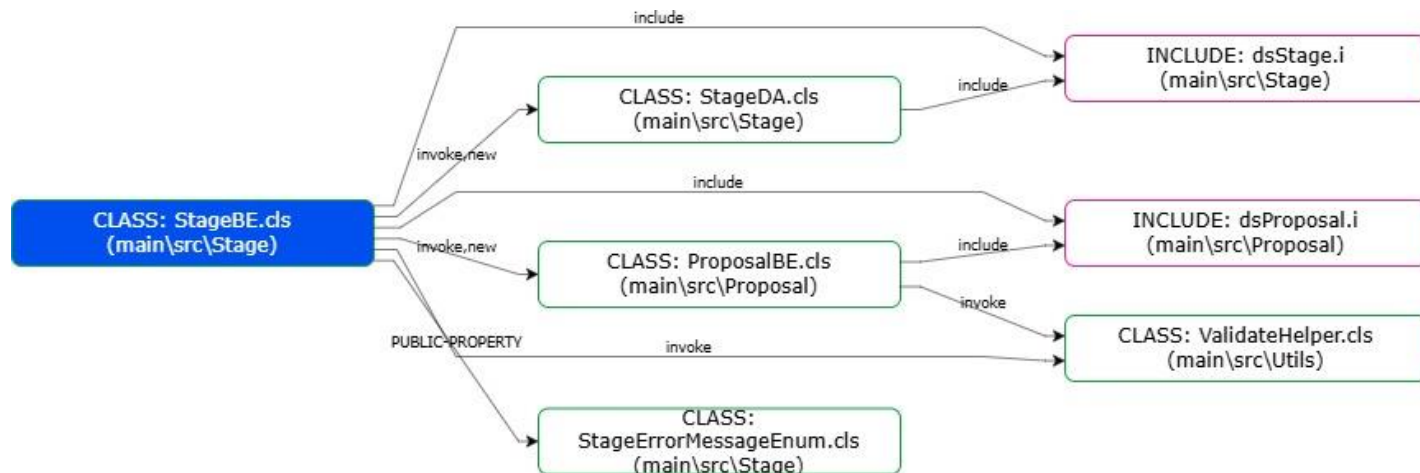 include
INCLUDE: dsStage.i
(main\src\Stage)
CLASS: StageDA.cls
(main\src\Stage)
include
invoke,new
include
CLASS: StageBE.cls
(main\src\Stage)
INCLUDE: dsProposal.i
(main\src\Proposal)
invoke,new
CLASS: ProposalBE.cls
(main\src\Proposal)
include
invoke
PUBLIC-PROPERTY
invoke
CLASS: ValidateHelper.cls
(main\src\Utils)
CLASS:
StageErrorMessageEnum.cls
(main\src\Stage)